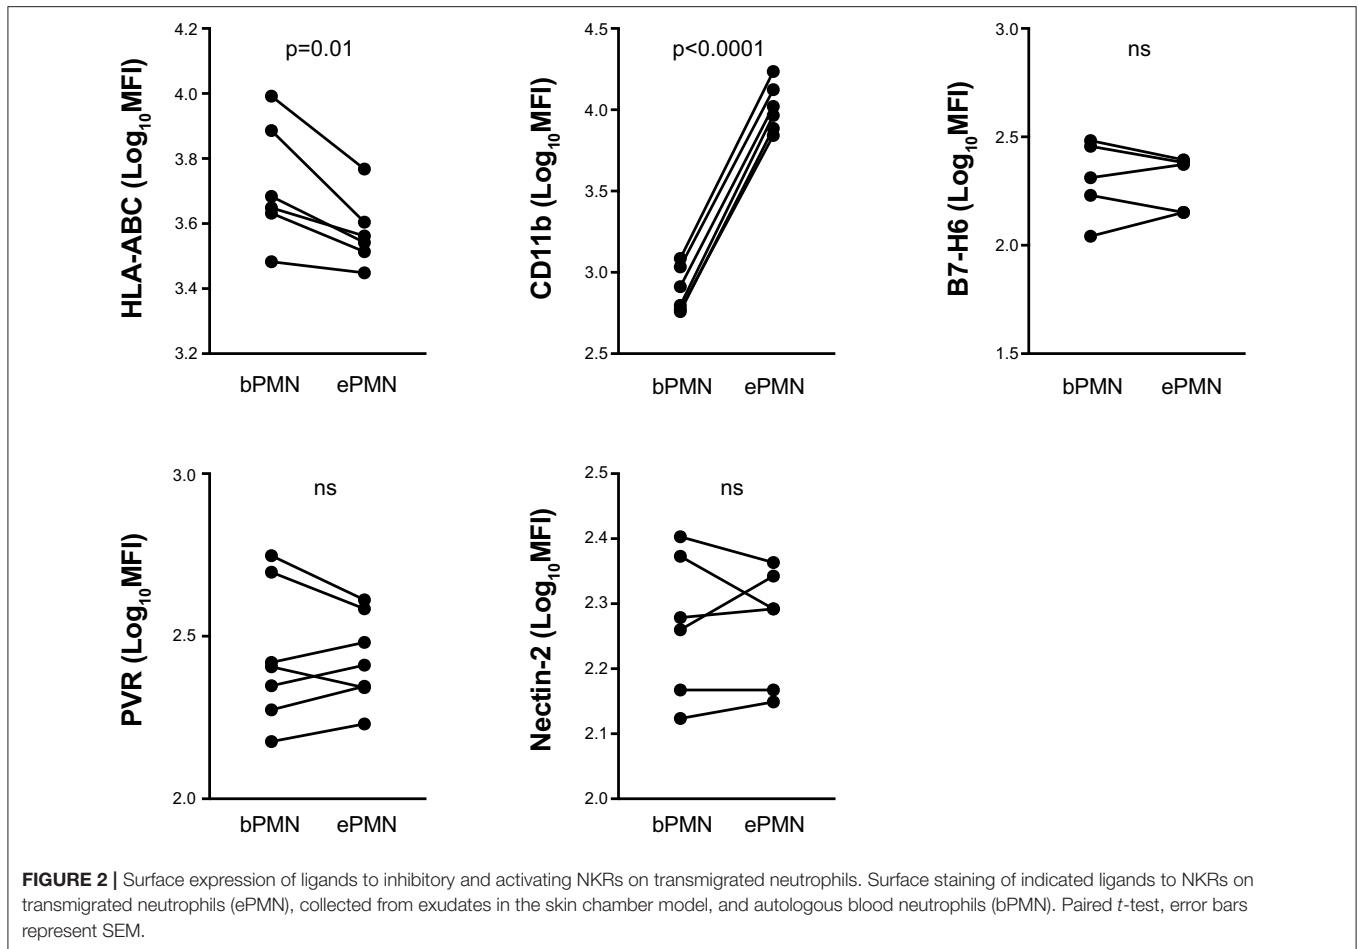 4.2
4.0
3.8
3.6
3.4
3.2
HLA-ABC (Log10MFI)
p=0.01
bPMN ePMN
4.5
4.0
3.5
3.0
2.5
CD11b (Log10MFI)
p<0.0001
bPMN ePMN
3.0
2.5
2.0
1.5
B7-H6 (Log10MFI)
ns
bPMN ePMN
3.0
2.5
2.0
PVR (Log10MFI)
ns
bPMN ePMN
2.5
2.4
2.3
2.2
2.1
2.0
Nectin-2 (Log10MFI)
ns
bPMN ePMN
FIGURE 2 | Surface expression of ligands to inhibitory and activating NKRs on transmigrated neutrophils. Surface staining of indicated ligands to NKRs on
transmigrated neutrophils (ePMN), collected from exudates in the skin chamber model, and autologous blood neutrophils (bPMN). Paired t-test, error bars
represent SEM.